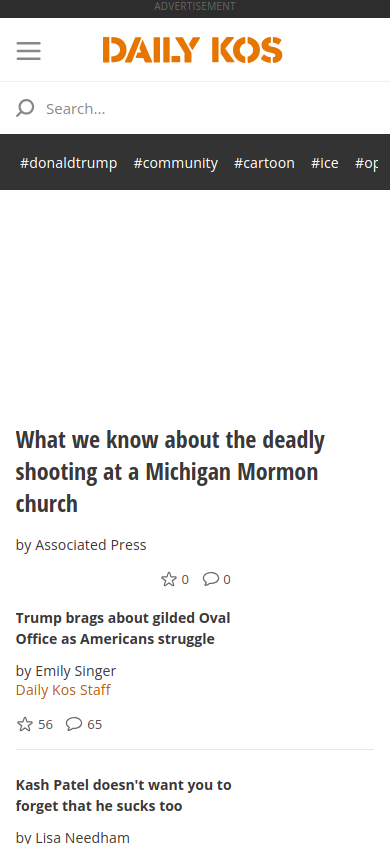 ADVERTISEMENT
DAILY KOS
Search...
#donaldtrump #community #cartoon #ice #op
What we know about the deadly
shooting at a Michigan Mormon
church
by Associated Press
0 0
Trump brags about gilded Oval
Office as Americans struggle
by Emily Singer
Daily Kos Staff
56 65
Kash Patel doesn't want you to
forget that he sucks too
by Lisa Needham